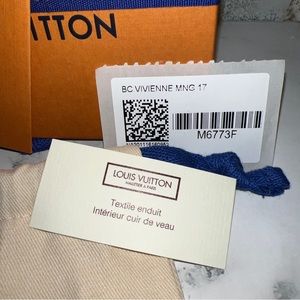 UITTON
BC VIVIENNE MNG 17
M6773F
LOUIS VUITTON
MALLETIER À PARIS
Textile enduit
Intérieur cuir de veau